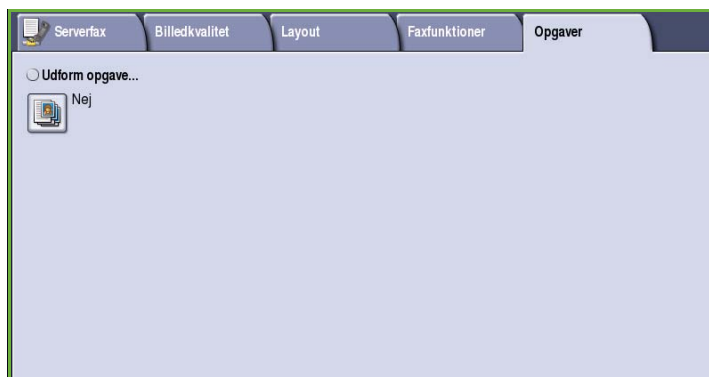 Serverfax Billedkvalitet Layout Faxfunktioner Opgaver
Udform opgave...
Nej